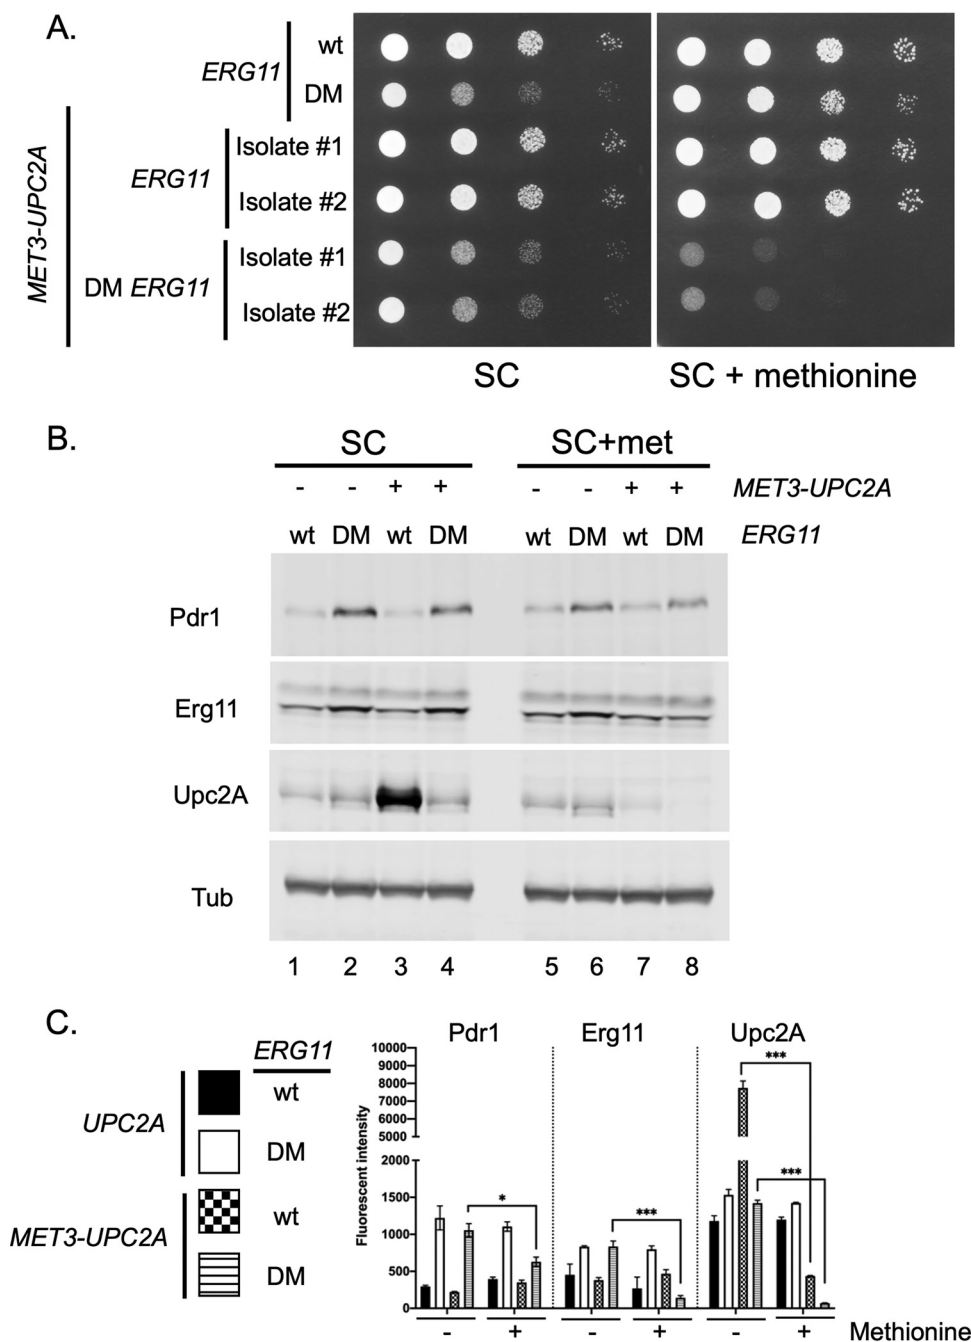 A.
wt
ERG11
DM
Isolate #1
ERG11
Isolate #2
MET3-UPC2A
Isolate #1
DM ERG11
Isolate #2
SC
SC + methionine
B.
SC
SC+met
- - + + - - + + MET3-UPC2A
wt DM wt DM wt DM wt DM ERG11
Pdr1
Erg11
Upc2A
Tub
1 2 3 4 5 6 7 8
C.
ERG11
UPC2A
wt
DM
MET3-UPC2A
wt
DM
Pdr1 Erg11 Upc2A
Fluorescent intensity
10000
9000
8000
7000
6000
5000
2000
1500
1000
500
0
*
***
***
***
- + - + - + Methionine